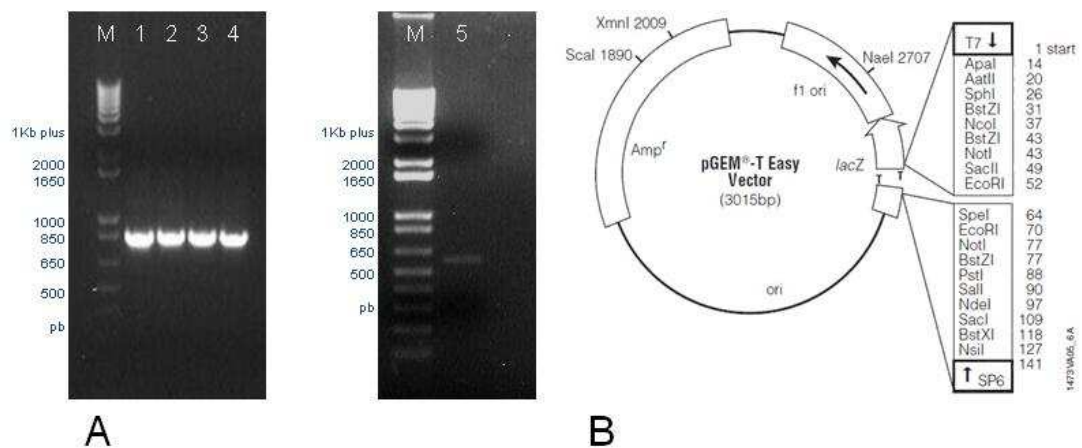 M 1 2 3 4
1Kb plus
2000
1650
1000
850
650
500
pb
M 5
1Kb plus
2000
1650
1000
850
650
500
pb
A
XmnI 2009
ScaI 1890
NaeI 2707
f1 ori
Ampr
pGEM®-T Easy
Vector
(3015bp)
lacZ
T
T
ori
T7 ↓
1 start
ApaI 14
AatII 20
SphI 26
BstZI 31
NcoI 37
BstZI 43
NotI 43
SacII 49
EcoRI 52
SpeI 64
EcoRI 70
NotI 77
BstZI 77
PstI 88
SalI 90
NdeI 97
SacI 109
BstXI 118
NsiI 127
141
↑ SP6
1473VA05_6A
B